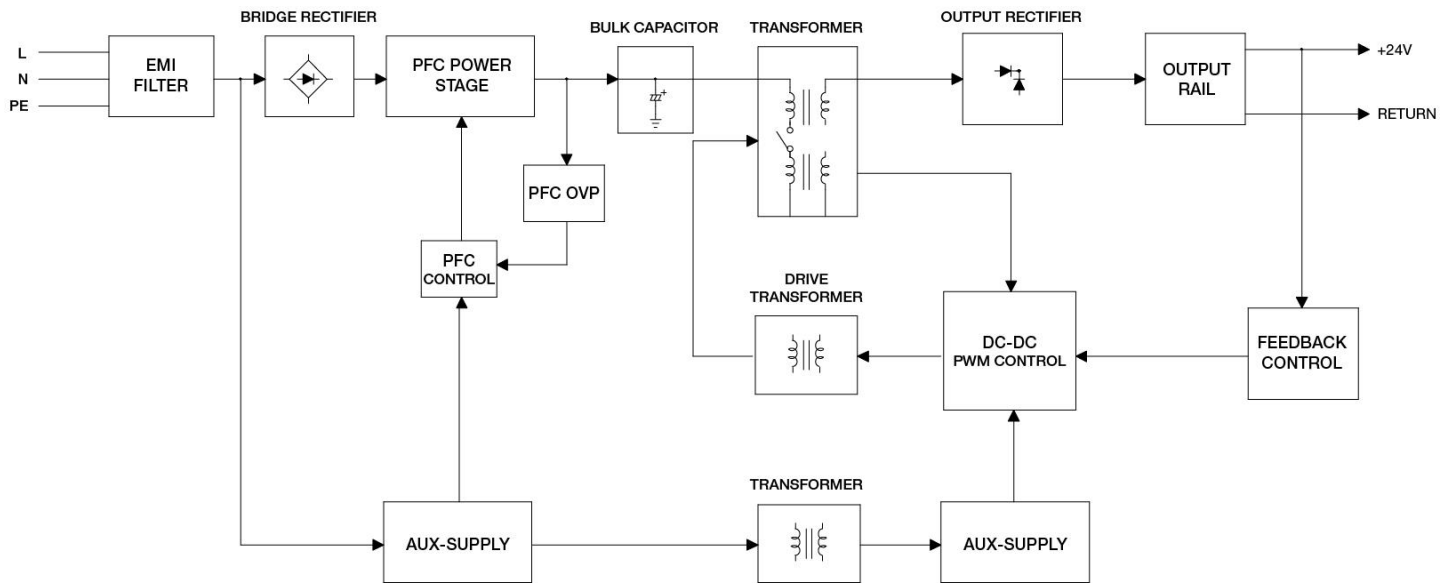 BRIDGE RECTIFIER
BULK CAPACITOR
TRANSFORMER
OUTPUT RECTIFIER
L
N
PE
EMI
FILTER
PFC POWER
STAGE
+
OUTPUT
RAIL
+24V
RETURN
PFC OVP
PFC
CONTROL
DRIVE
TRANSFORMER
DC-DC
PWM CONTROL
FEEDBACK
CONTROL
TRANSFORMER
AUX-SUPPLY
AUX-SUPPLY